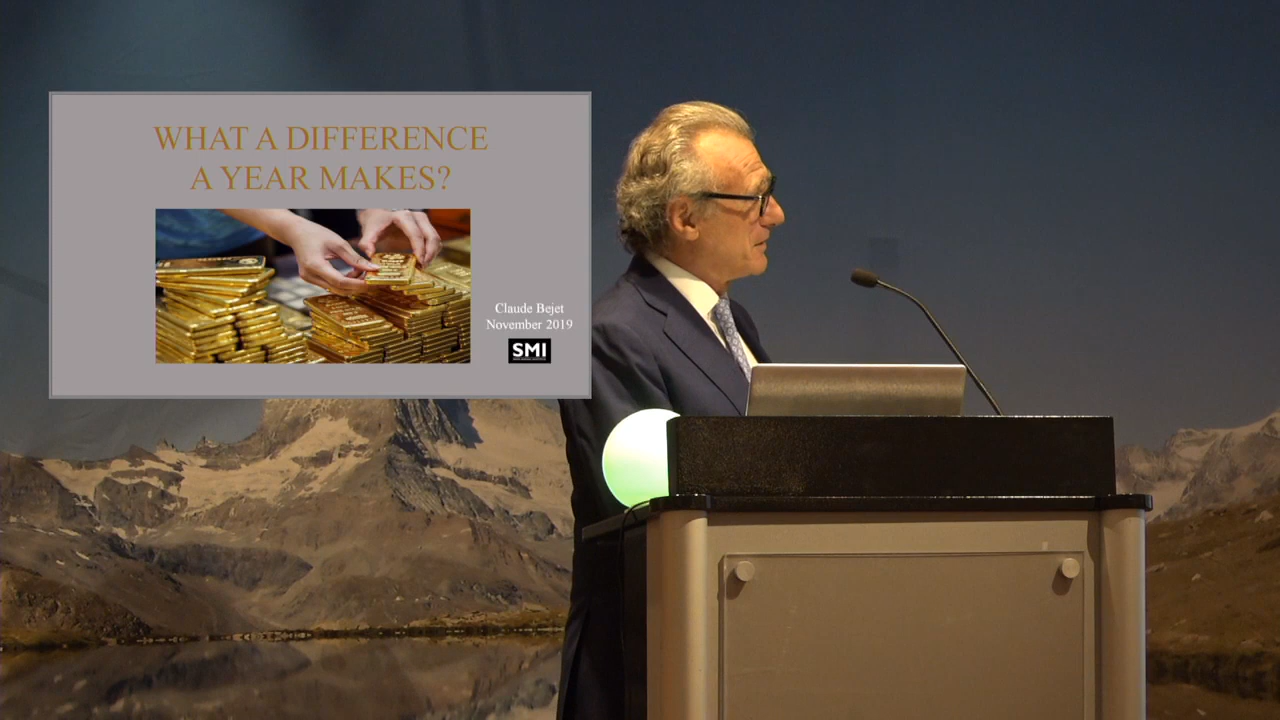 WHAT A DIFFERENCE
A YEAR MAKES?
Claude Bejet
November 2019
SMI